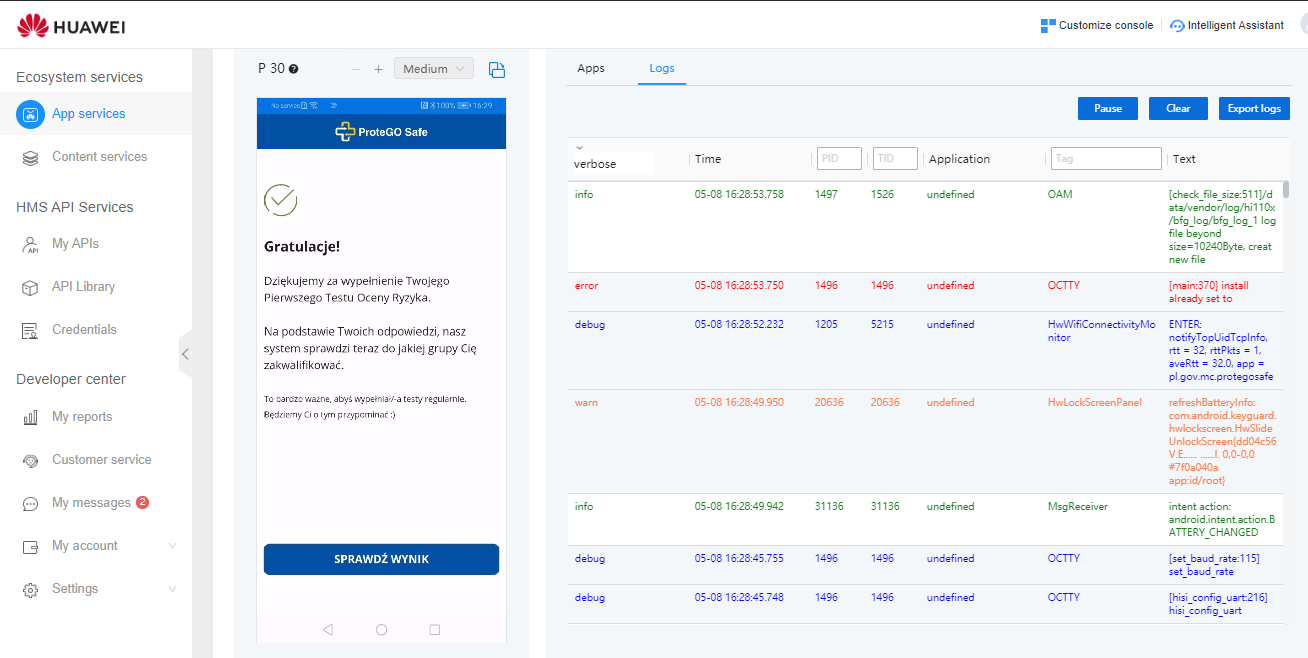 HUAWEI
Customize console
Intelligent Assistant
Ecosystem services
App services
Content services
HMS API Services
My APIs
API Library
Credentials
Developer center
My reports
Customer service
My messages 2
My account
Settings
P 30 ?
− + Medium
No service 100% 16:29
ProteGO Safe
Gratulacje!
Dziękujemy za wypełnienie Twojego
Pierwszego Testu Oceny Ryzyka.
Na podstawie Twoich odpowiedzi, nasz
system sprawdzi teraz do jakiej grupy Cię
zakwalifikować.
To bardzo ważne, abyś wypełniał/-a testy regularnie.
Będziemy Ci o tym przypominać :)
SPRAWDŹ WYNIK
Apps Logs
Pause Clear Export logs
verbose Time PID TID Application Tag Text
info 05-08 16:28:53.758 1497 1526 undefined OAM [check_file_size:511]/d
ata/vendor/log/hi110x
/bfg_log/bfg_log_1 log
file beyond
size=10240Byte, creat
new file
error 05-08 16:28:53.750 1496 1496 undefined OCTTY [main:370] install
already set to
debug 05-08 16:28:52.232 1205 5215 undefined HwWifiConnectivityMo ENTER:
nitor notifyTopUidTcpInfo,
rtt = 32, rttPkts = 1,
aveRtt = 32.0, app =
pl.gov.mc.protegosafe
warn 05-08 16:28:49.950 20636 20636 undefined HwLockScreenPanel refreshBatteryInfo:
com.android.keyguard.
hwlockscreen.HwSlide
UnlockScreen{dd04c56
V.E...... ......I. 0,0-0,0
#7f0a040a
app:id/root}
info 05-08 16:28:49.942 31136 31136 undefined MsgReceiver intent action:
android.intent.action.B
ATTERY_CHANGED
debug 05-08 16:28:45.755 1496 1496 undefined OCTTY [set_baud_rate:115]
set_baud_rate
debug 05-08 16:28:45.748 1496 1496 undefined OCTTY [hisi_config_uart:216]
hisi_config_uart